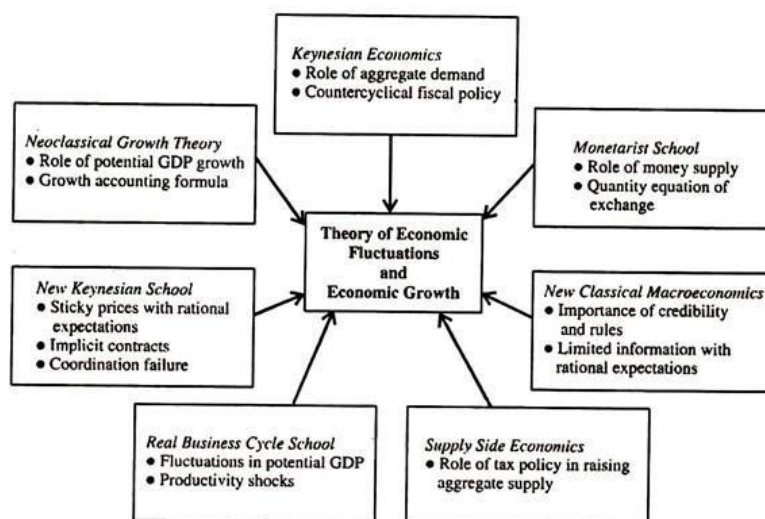 Keynesian Economics
● Role of aggregate demand
● Countercyclical fiscal policy
Neoclassical Growth Theory
● Role of potential GDP growth
● Growth accounting formula
Monetarist School
● Role of money supply
● Quantity equation of
exchange
Theory of Economic
Fluctuations
and
Economic Growth
New Keynesian School
● Sticky prices with rational
expectations
● Implicit contracts
● Coordination failure
New Classical Macroeconomics
● Importance of credibility
and rules
● Limited information with
rational expectations
Real Business Cycle School
● Fluctuations in potential GDP
● Productivity shocks
Supply Side Economics
● Role of tax policy in raising
aggregate supply